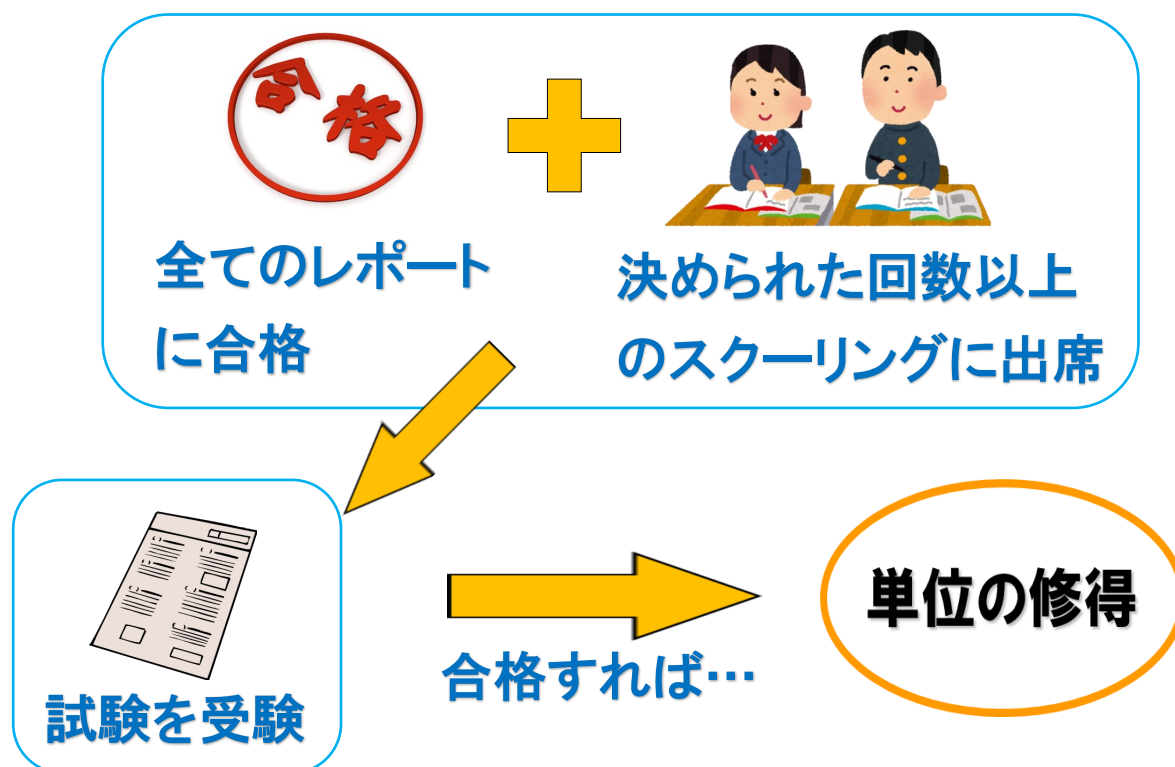 合格
全てのレポート
に合格
決められた回数以上
のスクーリングに出席
試験を受験
合格すれば…
単位の修得